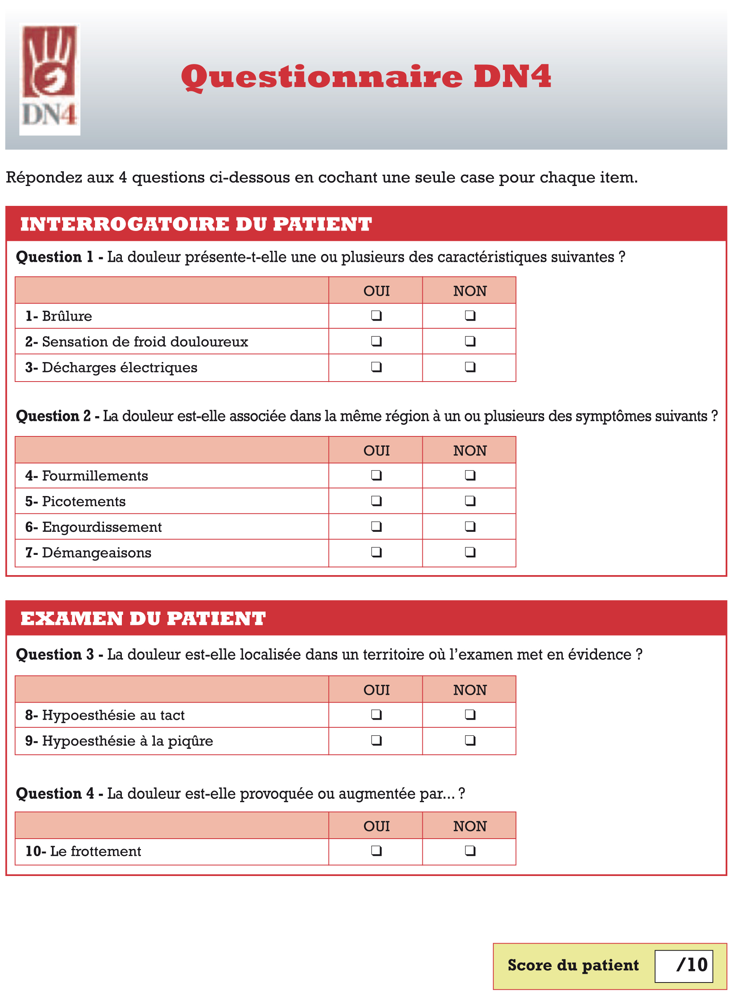 DN4
Questionnaire DN4
Répondez aux 4 questions ci-dessous en cochant une seule case pour chaque item.
INTERROGATOIRE DU PATIENT
Question 1 - La douleur présente-t-elle une ou plusieurs des caractéristiques suivantes ?
OUI NON
1- Brûlure
2- Sensation de froid douloureux
3- Décharges électriques
Question 2 - La douleur est-elle associée dans la même région à un ou plusieurs des symptômes suivants ?
OUI NON
4- Fourmillements
5- Picotements
6- Engourdissement
7- Démangeaisons
EXAMEN DU PATIENT
Question 3 - La douleur est-elle localisée dans un territoire où l’examen met en évidence ?
OUI NON
8- Hypoesthésie au tact
9- Hypoesthésie à la piqûre
Question 4 - La douleur est-elle provoquée ou augmentée par... ?
OUI NON
10- Le frottement
Score du patient /10